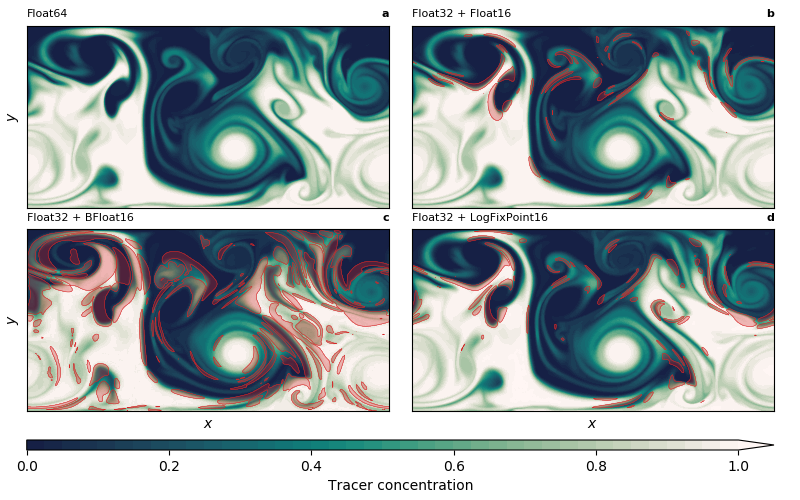 Float64 a
Float32 + Float16 b
y
Float32 + BFloat16 c
Float32 + LogFixPoint16 d
y
x x
0.0 0.2 0.4 0.6 0.8 1.0
Tracer concentration